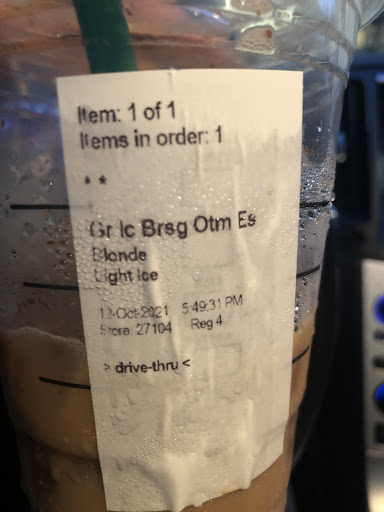 Item: 1 of 1
Items in order: 1
* *
Gr Ic Brsg Otm Es
Blonde
Light Ice
12-Oct-2021 5:49:31 PM
Store 27104 Reg 4
> drive-thru <